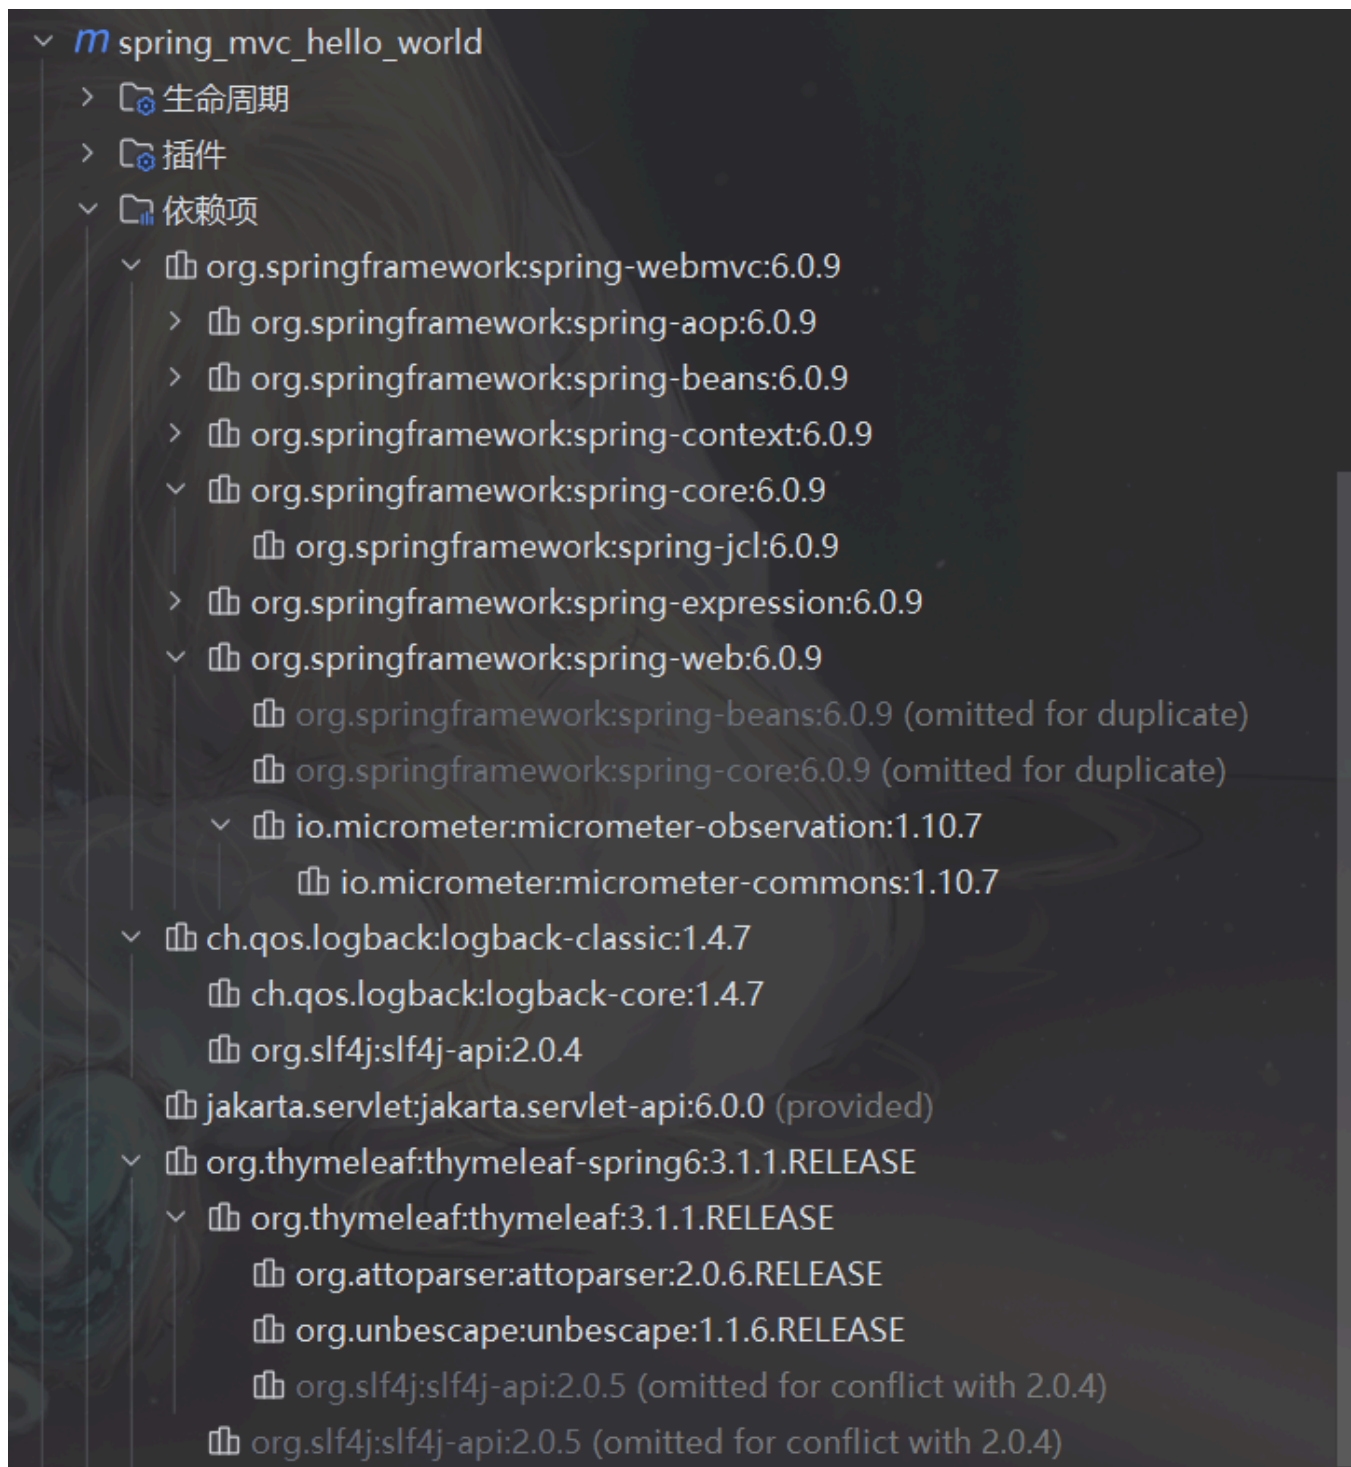 m spring_mvc_hello_world
生命周期
插件
依赖项
org.springframework:spring-webmvc:6.0.9
org.springframework:spring-aop:6.0.9
org.springframework:spring-beans:6.0.9
org.springframework:spring-context:6.0.9
org.springframework:spring-core:6.0.9
org.springframework:spring-jcl:6.0.9
org.springframework:spring-expression:6.0.9
org.springframework:spring-web:6.0.9
org.springframework:spring-beans:6.0.9 (omitted for duplicate)
org.springframework:spring-core:6.0.9 (omitted for duplicate)
io.micrometer:micrometer-observation:1.10.7
io.micrometer:micrometer-commons:1.10.7
ch.qos.logback:logback-classic:1.4.7
ch.qos.logback:logback-core:1.4.7
org.slf4j:slf4j-api:2.0.4
jakarta.servlet:jakarta.servlet-api:6.0.0 (provided)
org.thymeleaf:thymeleaf-spring6:3.1.1.RELEASE
org.thymeleaf:thymeleaf:3.1.1.RELEASE
org.attoparser:attoparser:2.0.6.RELEASE
org.unbescape:unbescape:1.1.6.RELEASE
org.slf4j:slf4j-api:2.0.5 (omitted for conflict with 2.0.4)
org.slf4j:slf4j-api:2.0.5 (omitted for conflict with 2.0.4)